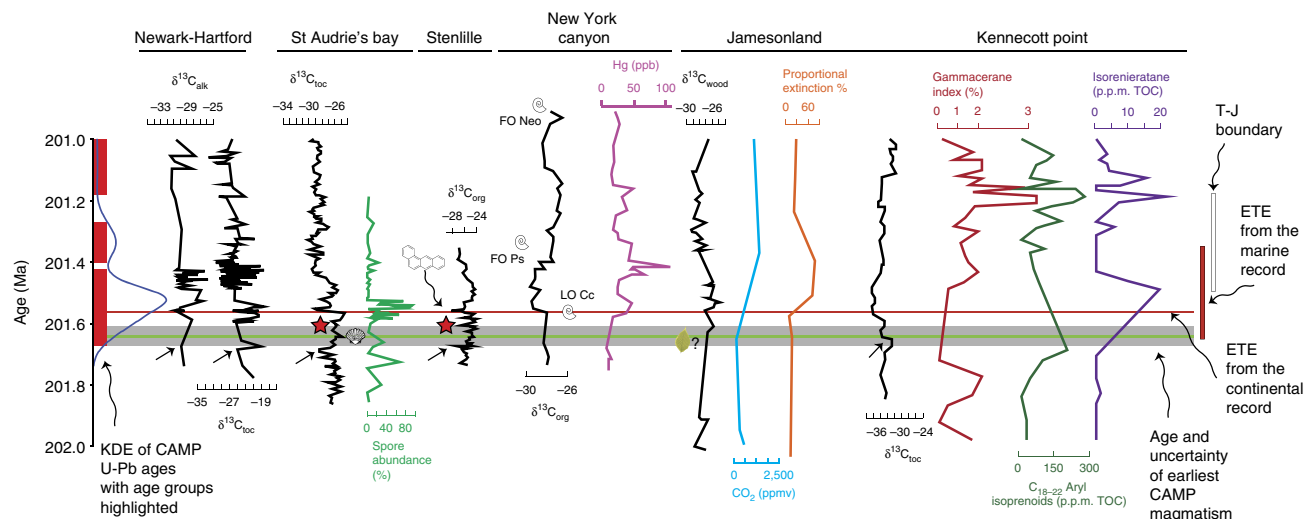 Newark-Hartford
St Audrie's bay
Stenlille
New York
canyon
Jamesonland
Kennecott point
δ13Calk
−33 −29 −25
δ13Ctoc
−34 −30 −26
Hg (ppb)
0 50 100
δ13Cwood
−30 −26
Proportional
extinction %
0 60
Gammacerane
index (%)
0 1 2 3
Isorenieratane
(p.p.m. TOC)
0 10 20
T-J
boundary
FO Neo
201.0
201.2
201.4
201.6
201.8
202.0
Age (Ma)
δ13Corg
−28 −24
FO Ps
LO Cc
?
ETE
from the
marine
record
ETE
from the
continental
record
−35 −27 −19
δ13Ctoc
0 40 80
Spore
abundance
(%)
−30 −26
δ13Corg
0 2,500
CO2 (ppmv)
−36 −30 −24
δ13Ctoc
0 150 300
C18–22 Aryl
isoprenoids (p.p.m. TOC)
KDE of CAMP
U-Pb ages
with age groups
highlighted
Age and
uncertainty
of earliest
CAMP
magmatism